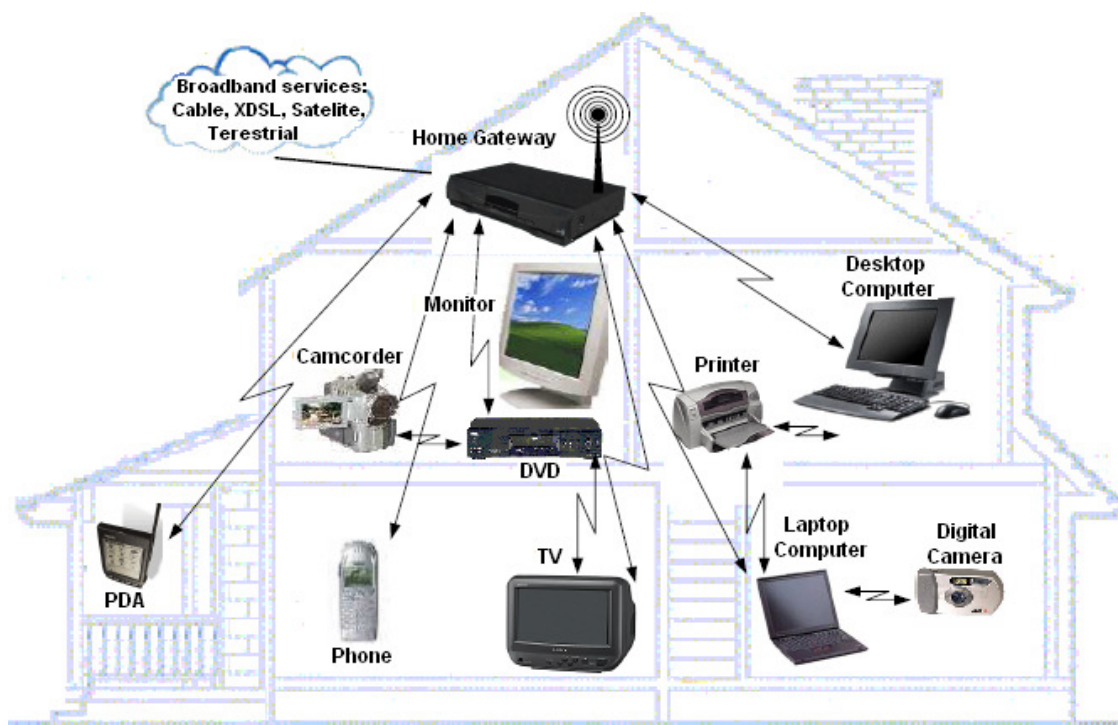 Broadband services:
Cable, XDSL, Satelite,
Terestrial
Home Gateway
Desktop
Computer
Monitor
Camcorder
Printer
DVD
Laptop
Computer
Digital
Camera
TV
PDA
Phone